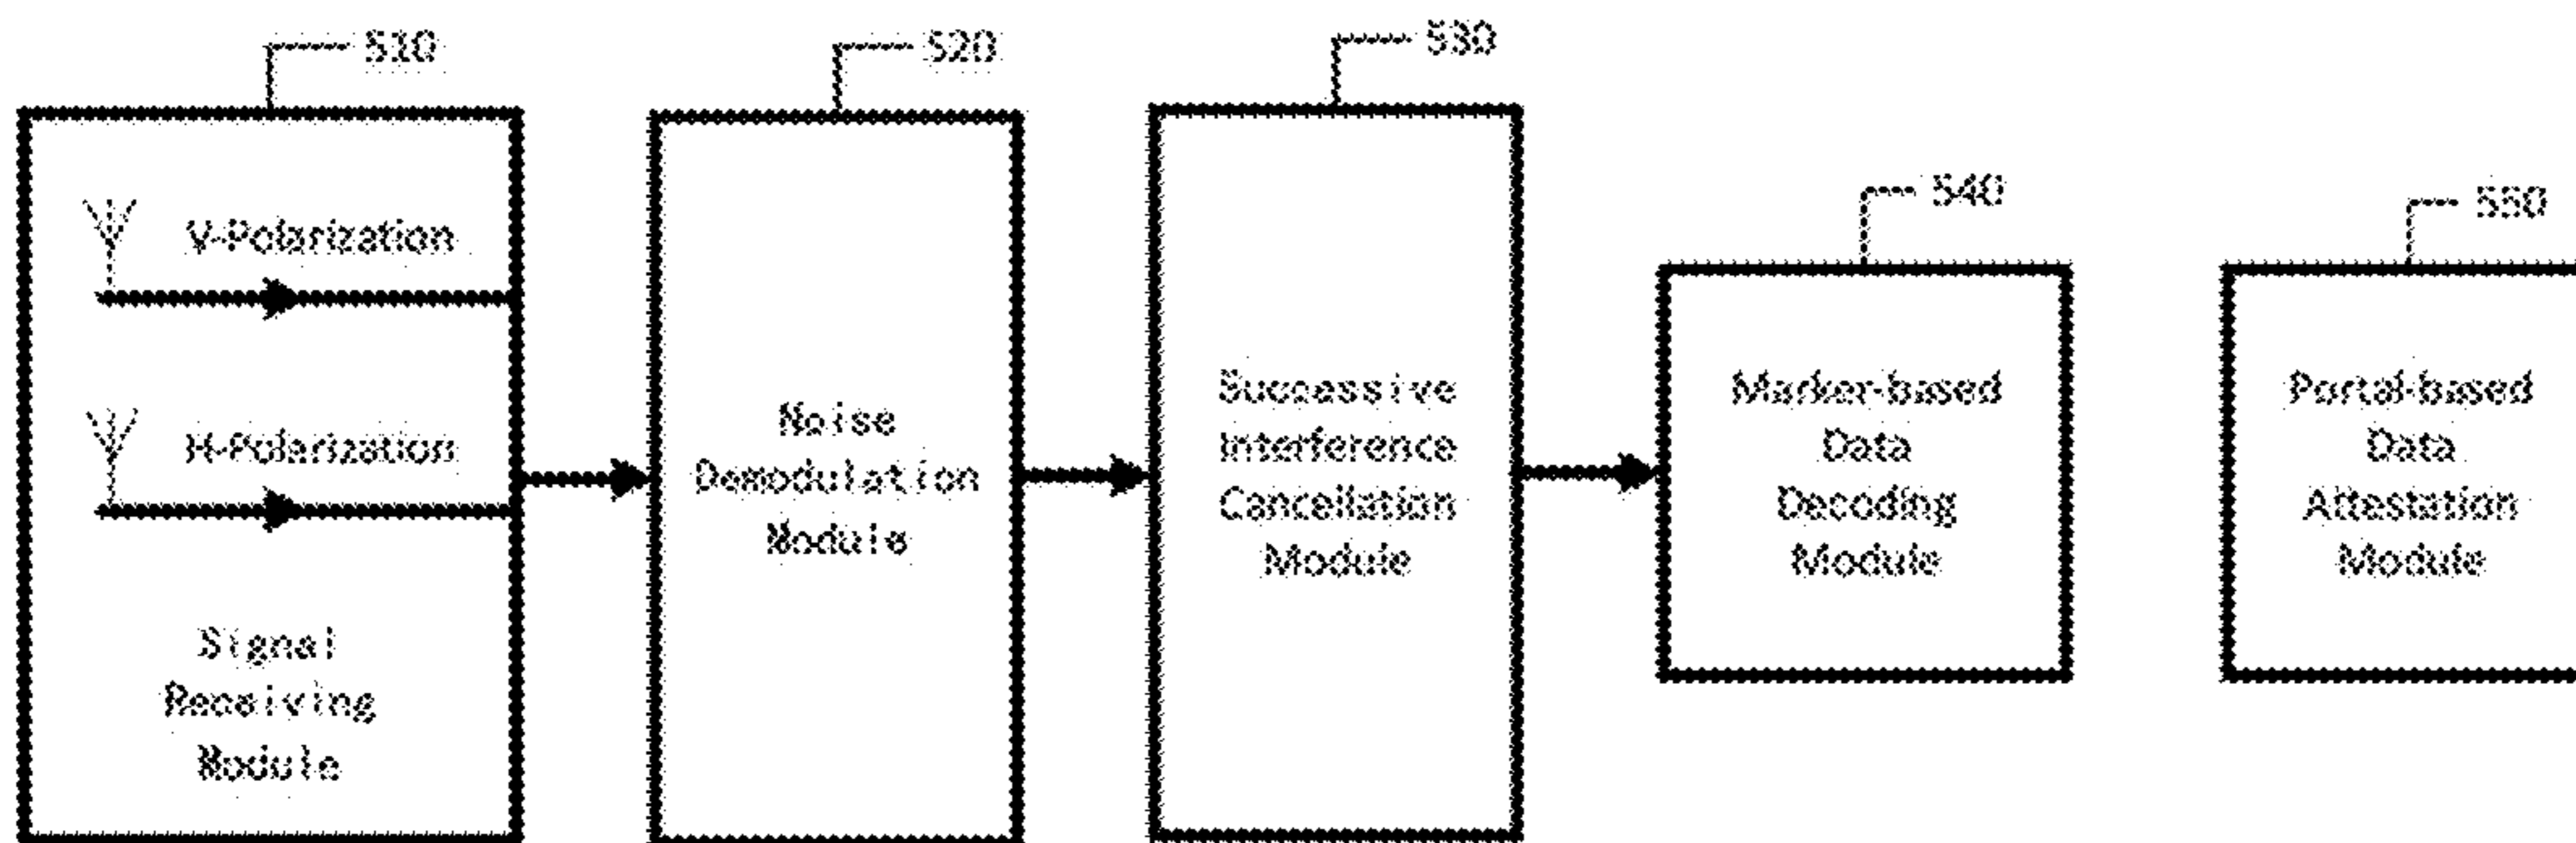 510
520
530
540
550
V-Polarization
H-Polarization
Signal
Receiving
Module
Noise
Demodulation
Module
Successive
Interference
Cancellation
Module
Marker-based
Data
Decoding
Module
Portal-based
Data
Attestation
Module